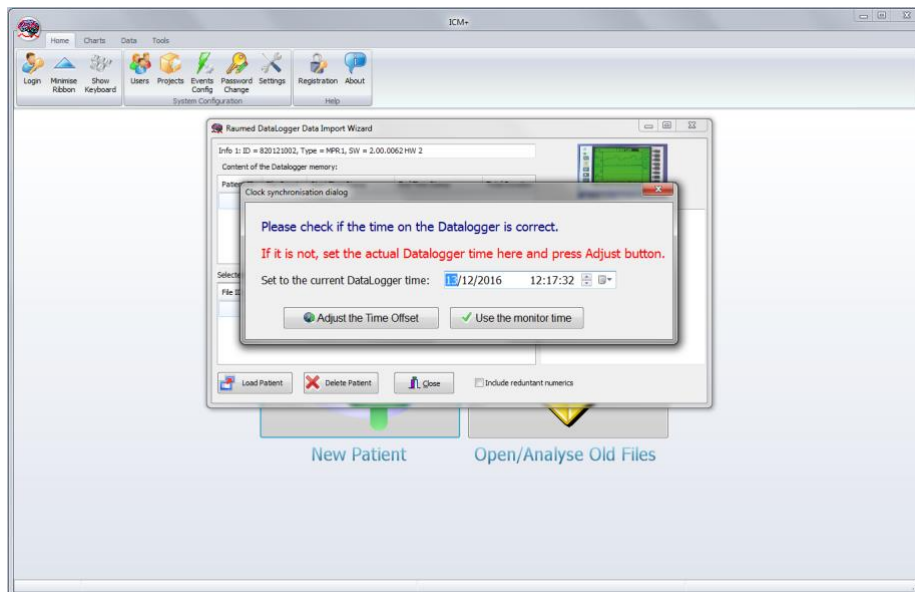 ICM+
Home Charts Data Tools
Login Minimise Ribbon Show Keyboard Users Projects Events Config Password Change Settings Registration About
System Configuration Help
Raumed DataLogger Data Import Wizard
Info 1: ID = 820121002, Type = MPR1, SW = 2.00.0062 HW 2
Content of the Datalogger memory:
Clock synchronisation dialog
Please check if the time on the Datalogger is correct.
If it is not, set the actual Datalogger time here and press Adjust button.
Set to the current DataLogger time: 13/12/2016 12:17:32
Adjust the Time Offset Use the monitor time
Load Patient Delete Patient Close Include reduntant numerics
New Patient Open/Analyse Old Files